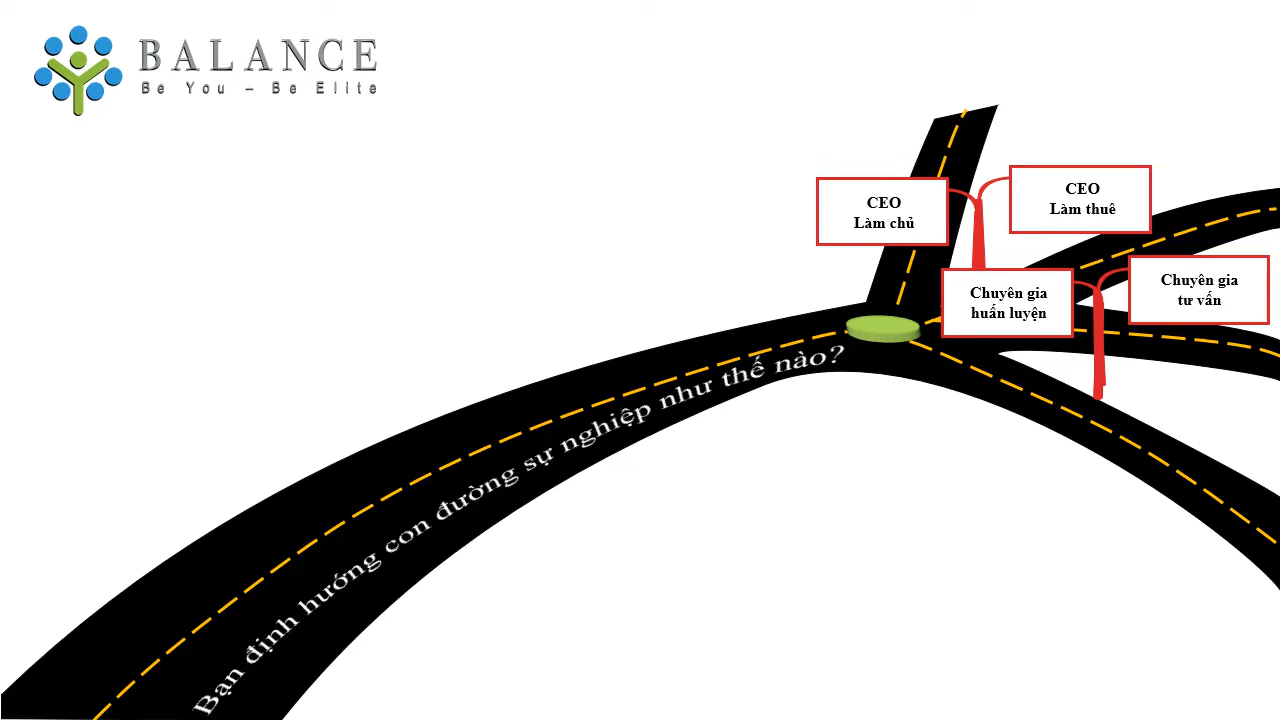 BALANCE
Be You – Be Elite
CEO
Làm chủ
CEO
Làm thuê
Chuyên gia
huấn luyện
Chuyên gia
tư vấn
Bạn định hướng con đường sự nghiệp như thế nào?